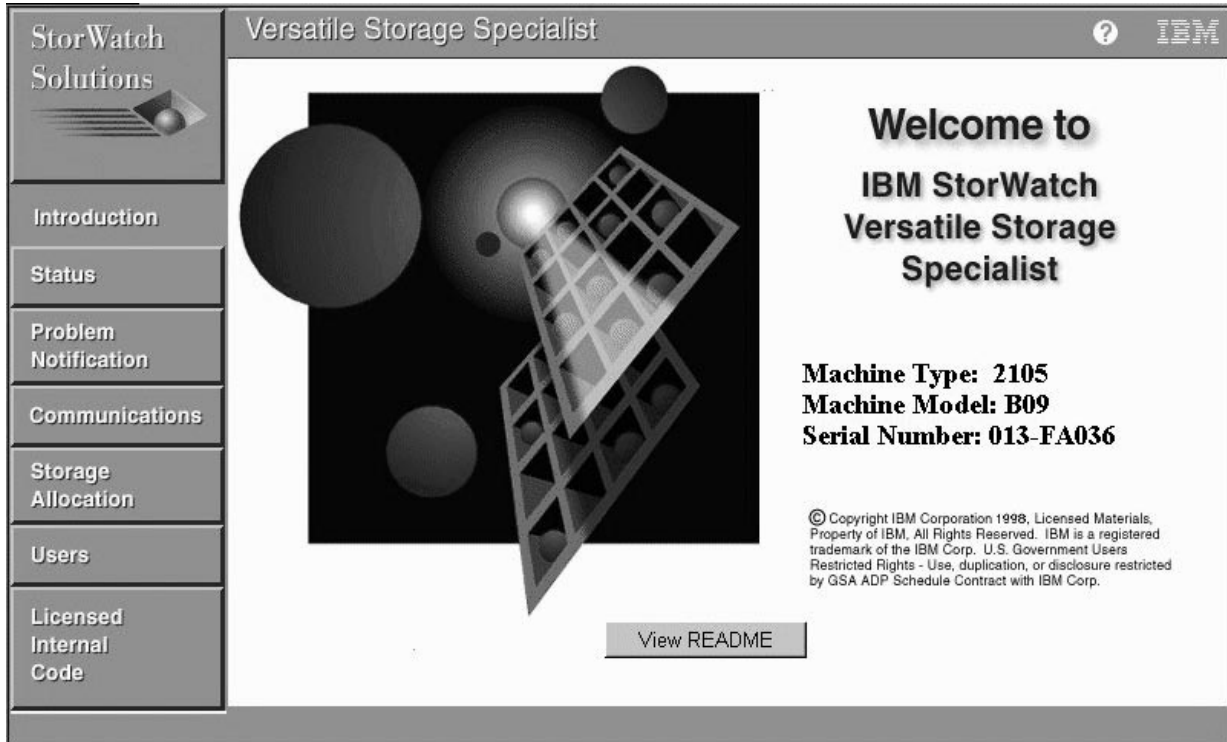 StorWatch
Solutions
Versatile Storage Specialist
?
IBM
Introduction
Status
Problem
Notification
Communications
Storage
Allocation
Users
Licensed
Internal
Code
Welcome to
IBM StorWatch
Versatile Storage
Specialist
Machine Type: 2105
Machine Model: B09
Serial Number: 013-FA036
© Copyright IBM Corporation 1998, Licensed Materials,
Property of IBM, All Rights Reserved. IBM is a registered
trademark of the IBM Corp. U.S. Government Users
Restricted Rights - Use, duplication, or disclosure restricted
by GSA ADP Schedule Contract with IBM Corp.
View README